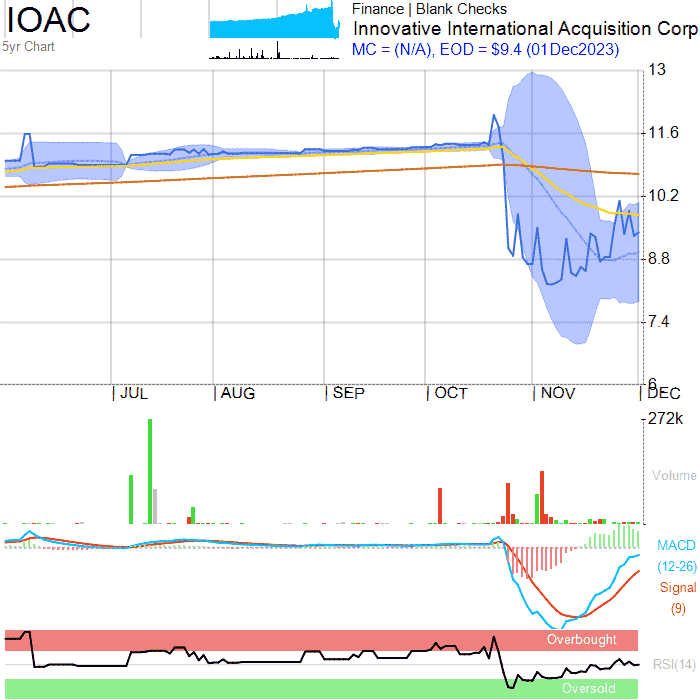 IOAC
5yr Chart
Finance | Blank Checks
Innovative International Acquisition Corp
MC = (N/A), EOD = $9.4 (01Dec2023)
13
11.6
10.2
8.8
7.4
6
JUL AUG SEP OCT NOV DEC
272k
Volume
MACD
(12-26)
Signal
(9)
Overbought
RSI(14)
Oversold